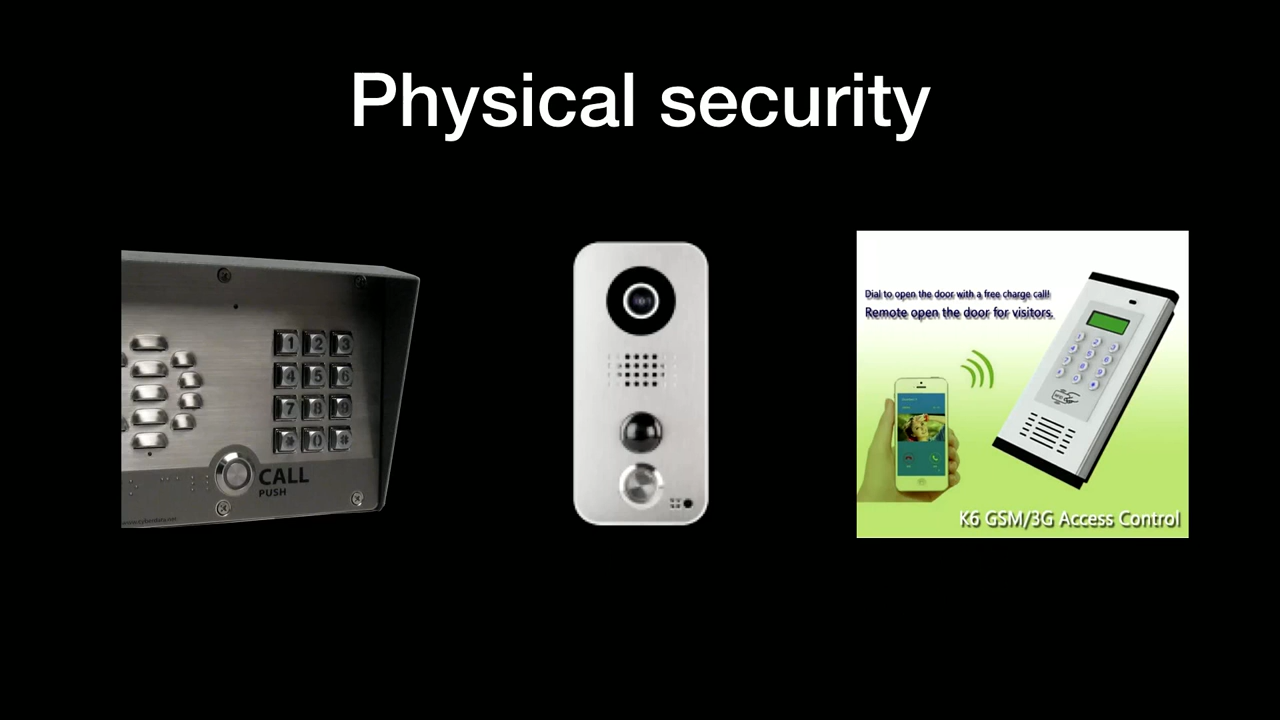 Physical security
1 2 3
4 5 6
7 8 9
* 0 #
CALL
PUSH
Dial to open the door with a free charge call!
Remote open the door for visitors.
K6 GSM/3G Access Control